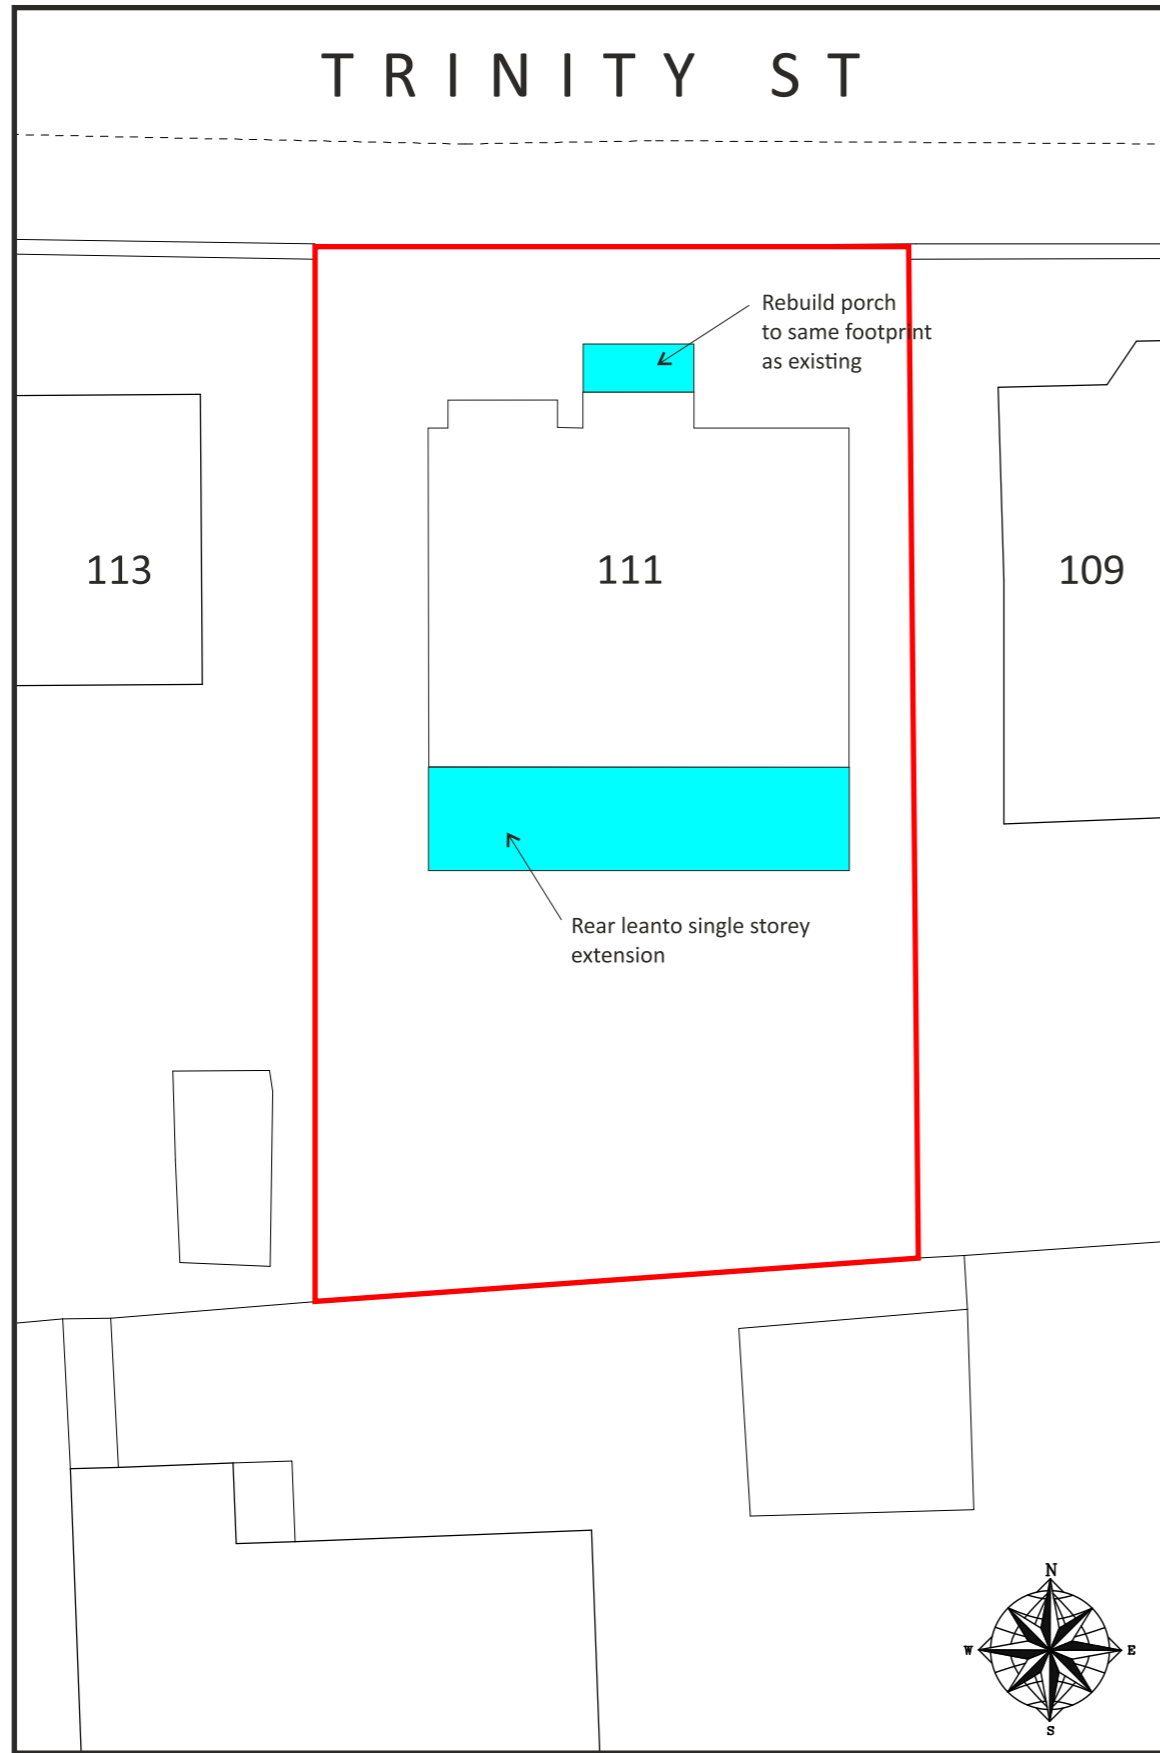 TRINITY ST
Rebuild porch
to same footprint
as existing
113
111
109
Rear leanto single storey
extension
N
W
E
S